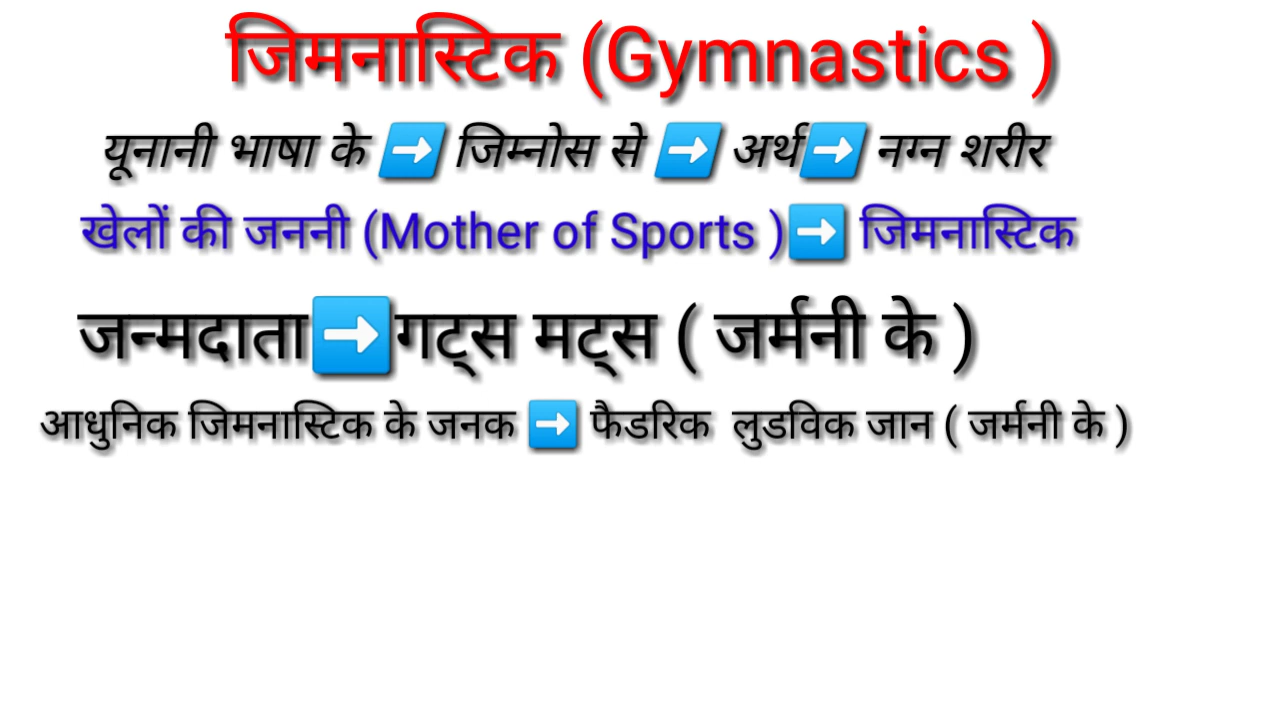 जिमनास्टिक (Gymnastics )
यूनानी भाषा के ➡️ जिम्नोस से ➡️ अर्थ➡️ नग्न शरीर
खेलों की जननी (Mother of Sports )➡️ जिमनास्टिक
जन्मदाता➡️गट्स मट्स ( जर्मनी के )
आधुनिक जिमनास्टिक के जनक ➡️ फैडरिक लुडविक जान ( जर्मनी के )